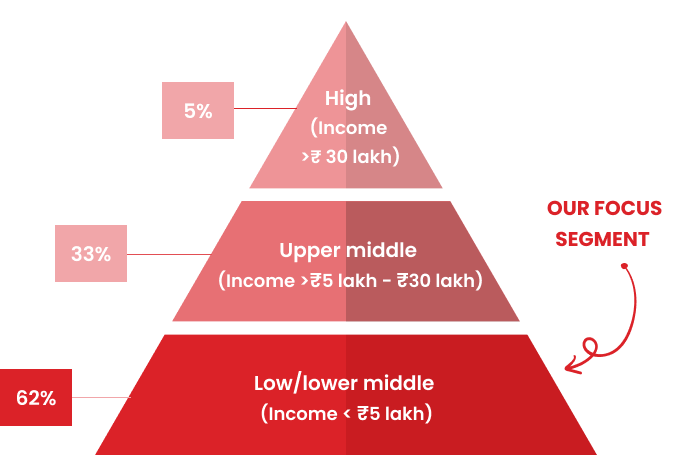 5%
High
(Income
>₹ 30 lakh)
OUR FOCUS
SEGMENT
33%
Upper middle
(Income >₹5 lakh - ₹30 lakh)
62%
Low/lower middle
(Income < ₹5 lakh)